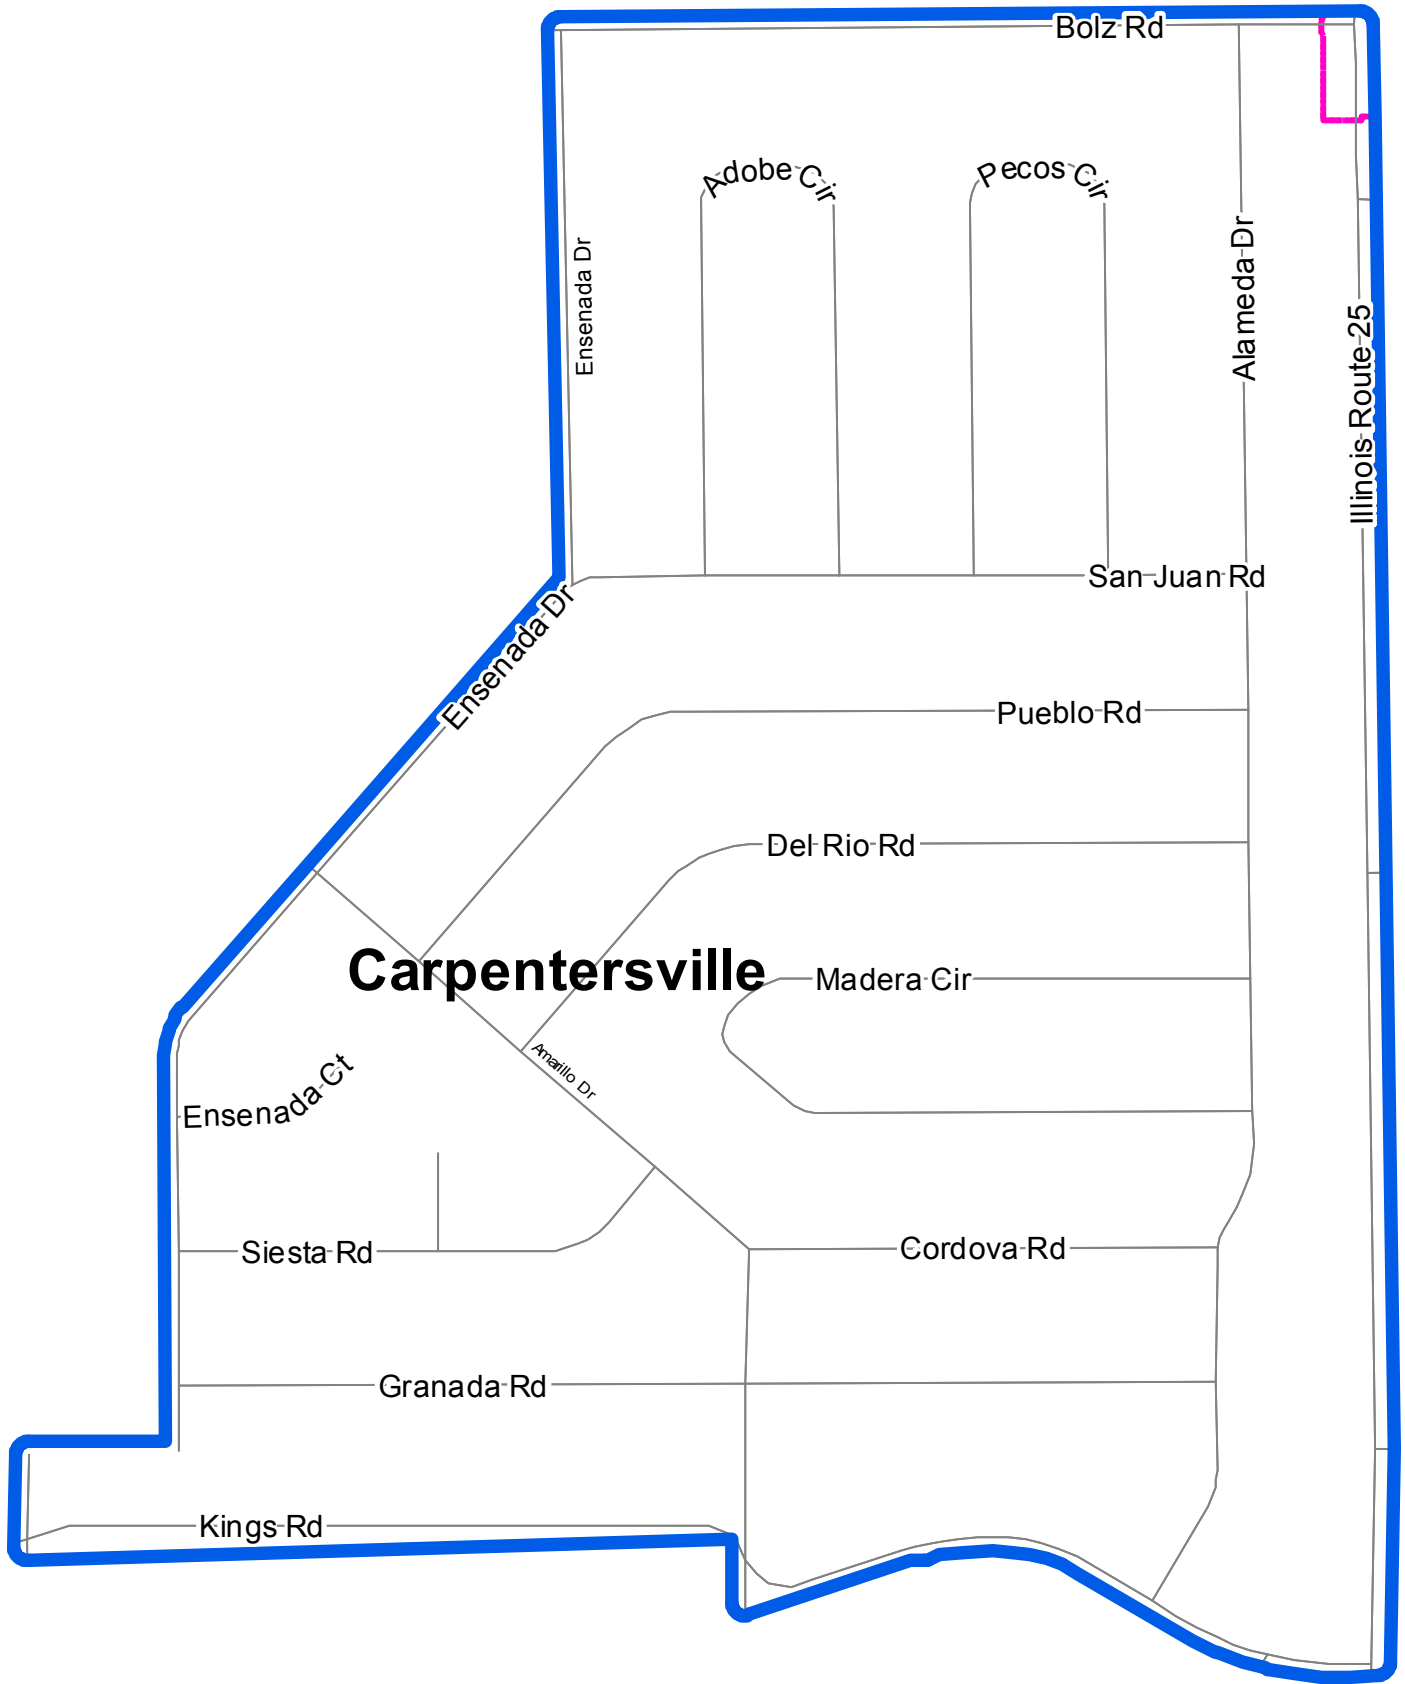 Bolz Rd
Adobe Cir
Pecos Cir
Ensenada Dr
Alameda Dr
Illinois Route 25
San Juan Rd
Ensenada Dr
Pueblo Rd
Del Rio Rd
Carpentersville
Madera Cir
Amarillo Dr
Ensenada Ct
Siesta Rd
Cordova Rd
Granada Rd
Kings Rd